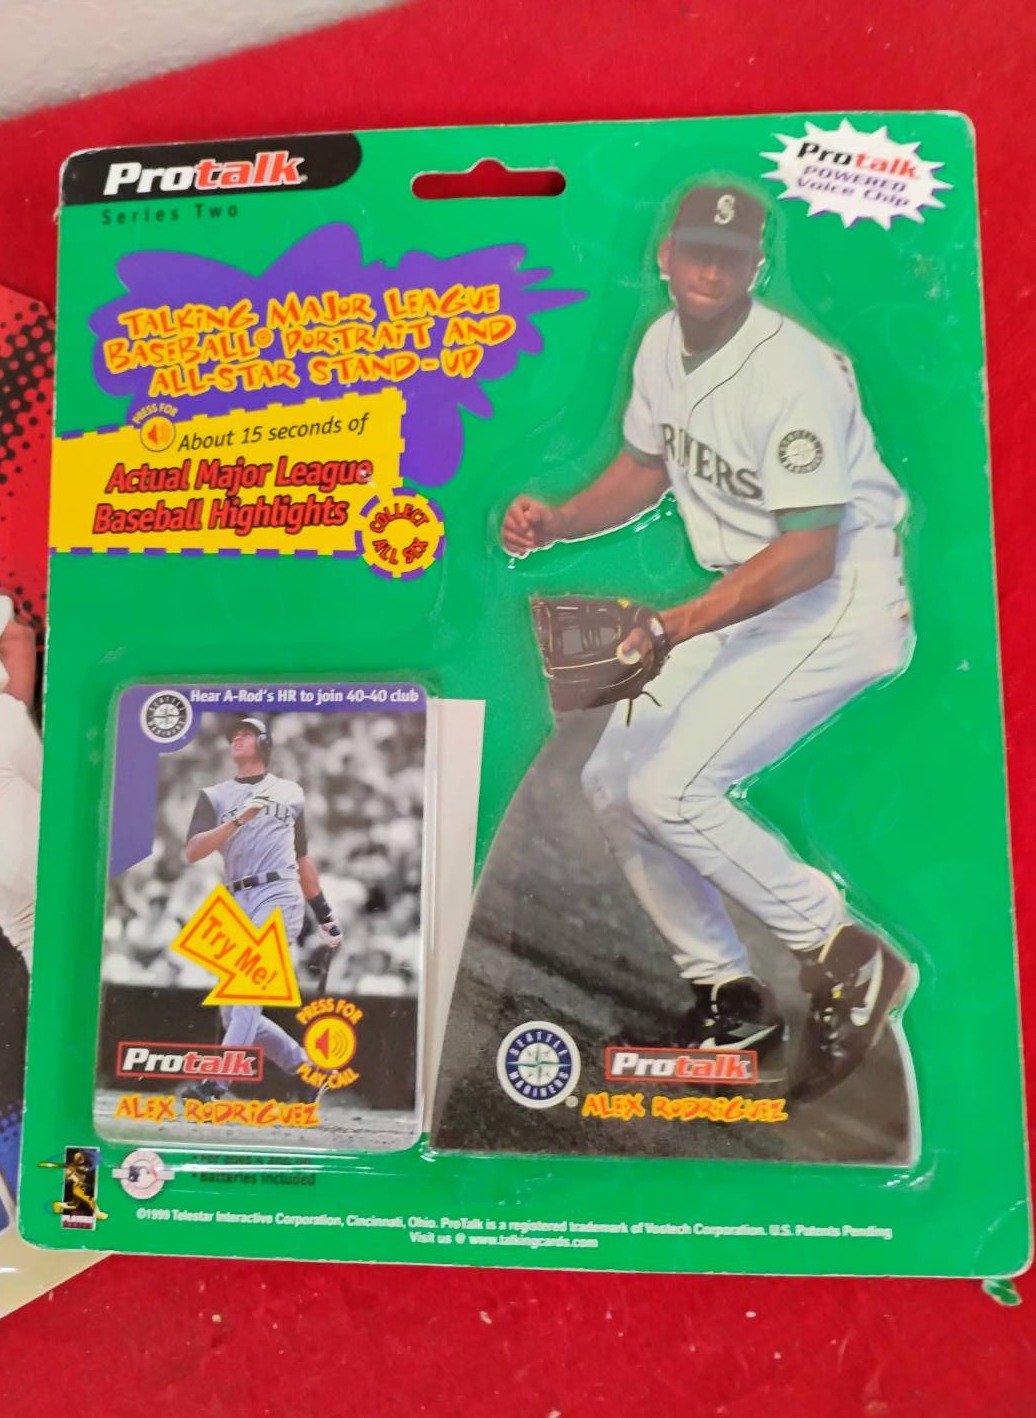 Protalk
Series Two
Protalk
POWERED
Voice Chip
S
TALKING MAJOR LEAGUE
BASEBALL® PORTRAIT AND
ALL-STAR STAND-UP
PRESS FOR
About 15 seconds of
Actual Major League
Baseball Highlights
COLLECT
ALL SIX
RINERS
Hear A-Rod's HR to join 40-40 club
SEATTLE
Try Me!
PRESS FOR
PLAY CALL
Protalk
ALEX RODRIGUEZ
SEATTLE
MARINERS
Protalk
ALEX RODRIGUEZ
• Batteries included
©1999 Telestar Interactive Corporation, Cincinnati, Ohio. ProTalk is a registered trademark of Vostech Corporation. U.S. Patents Pending
Visit us @ www.talkingcards.com